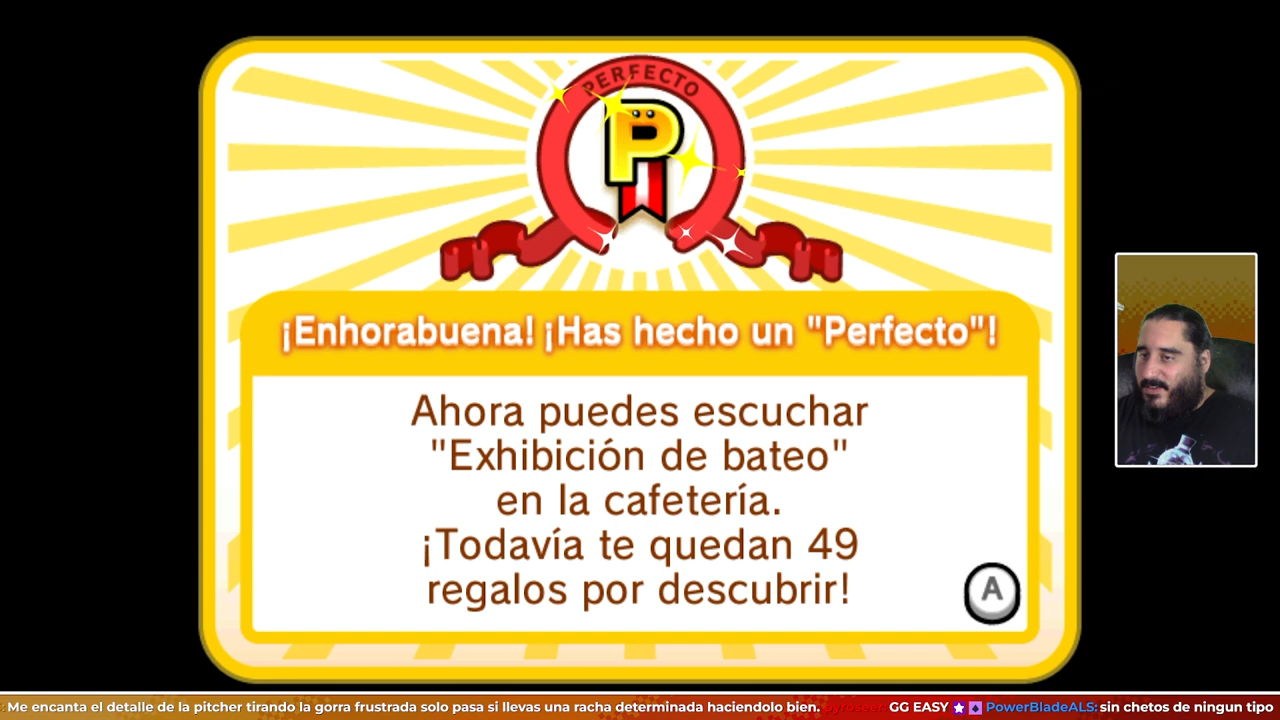 PERFECTO
P
¡Enhorabuena! ¡Has hecho un "Perfecto"!
Ahora puedes escuchar
"Exhibición de bateo"
en la cafetería.
¡Todavía te quedan 49
regalos por descubrir!
A
: Me encanta el detalle de la pitcher tirando la gorra frustrada solo pasa si llevas una racha determinada haciendolo bien. GG EASY PowerBladeALS: sin chetos de ningun tipo